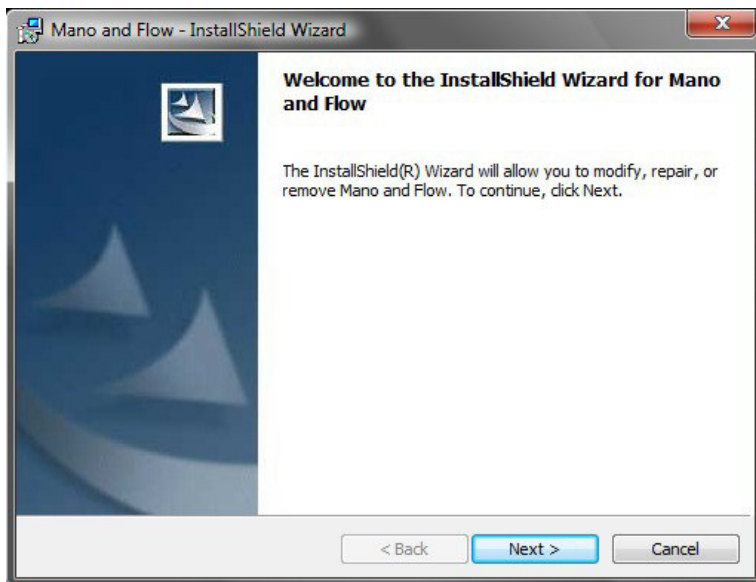 Mano and Flow - InstallShield Wizard
Welcome to the InstallShield Wizard for Mano
and Flow
The InstallShield(R) Wizard will allow you to modify, repair, or
remove Mano and Flow. To continue, click Next.
< Back Next > Cancel